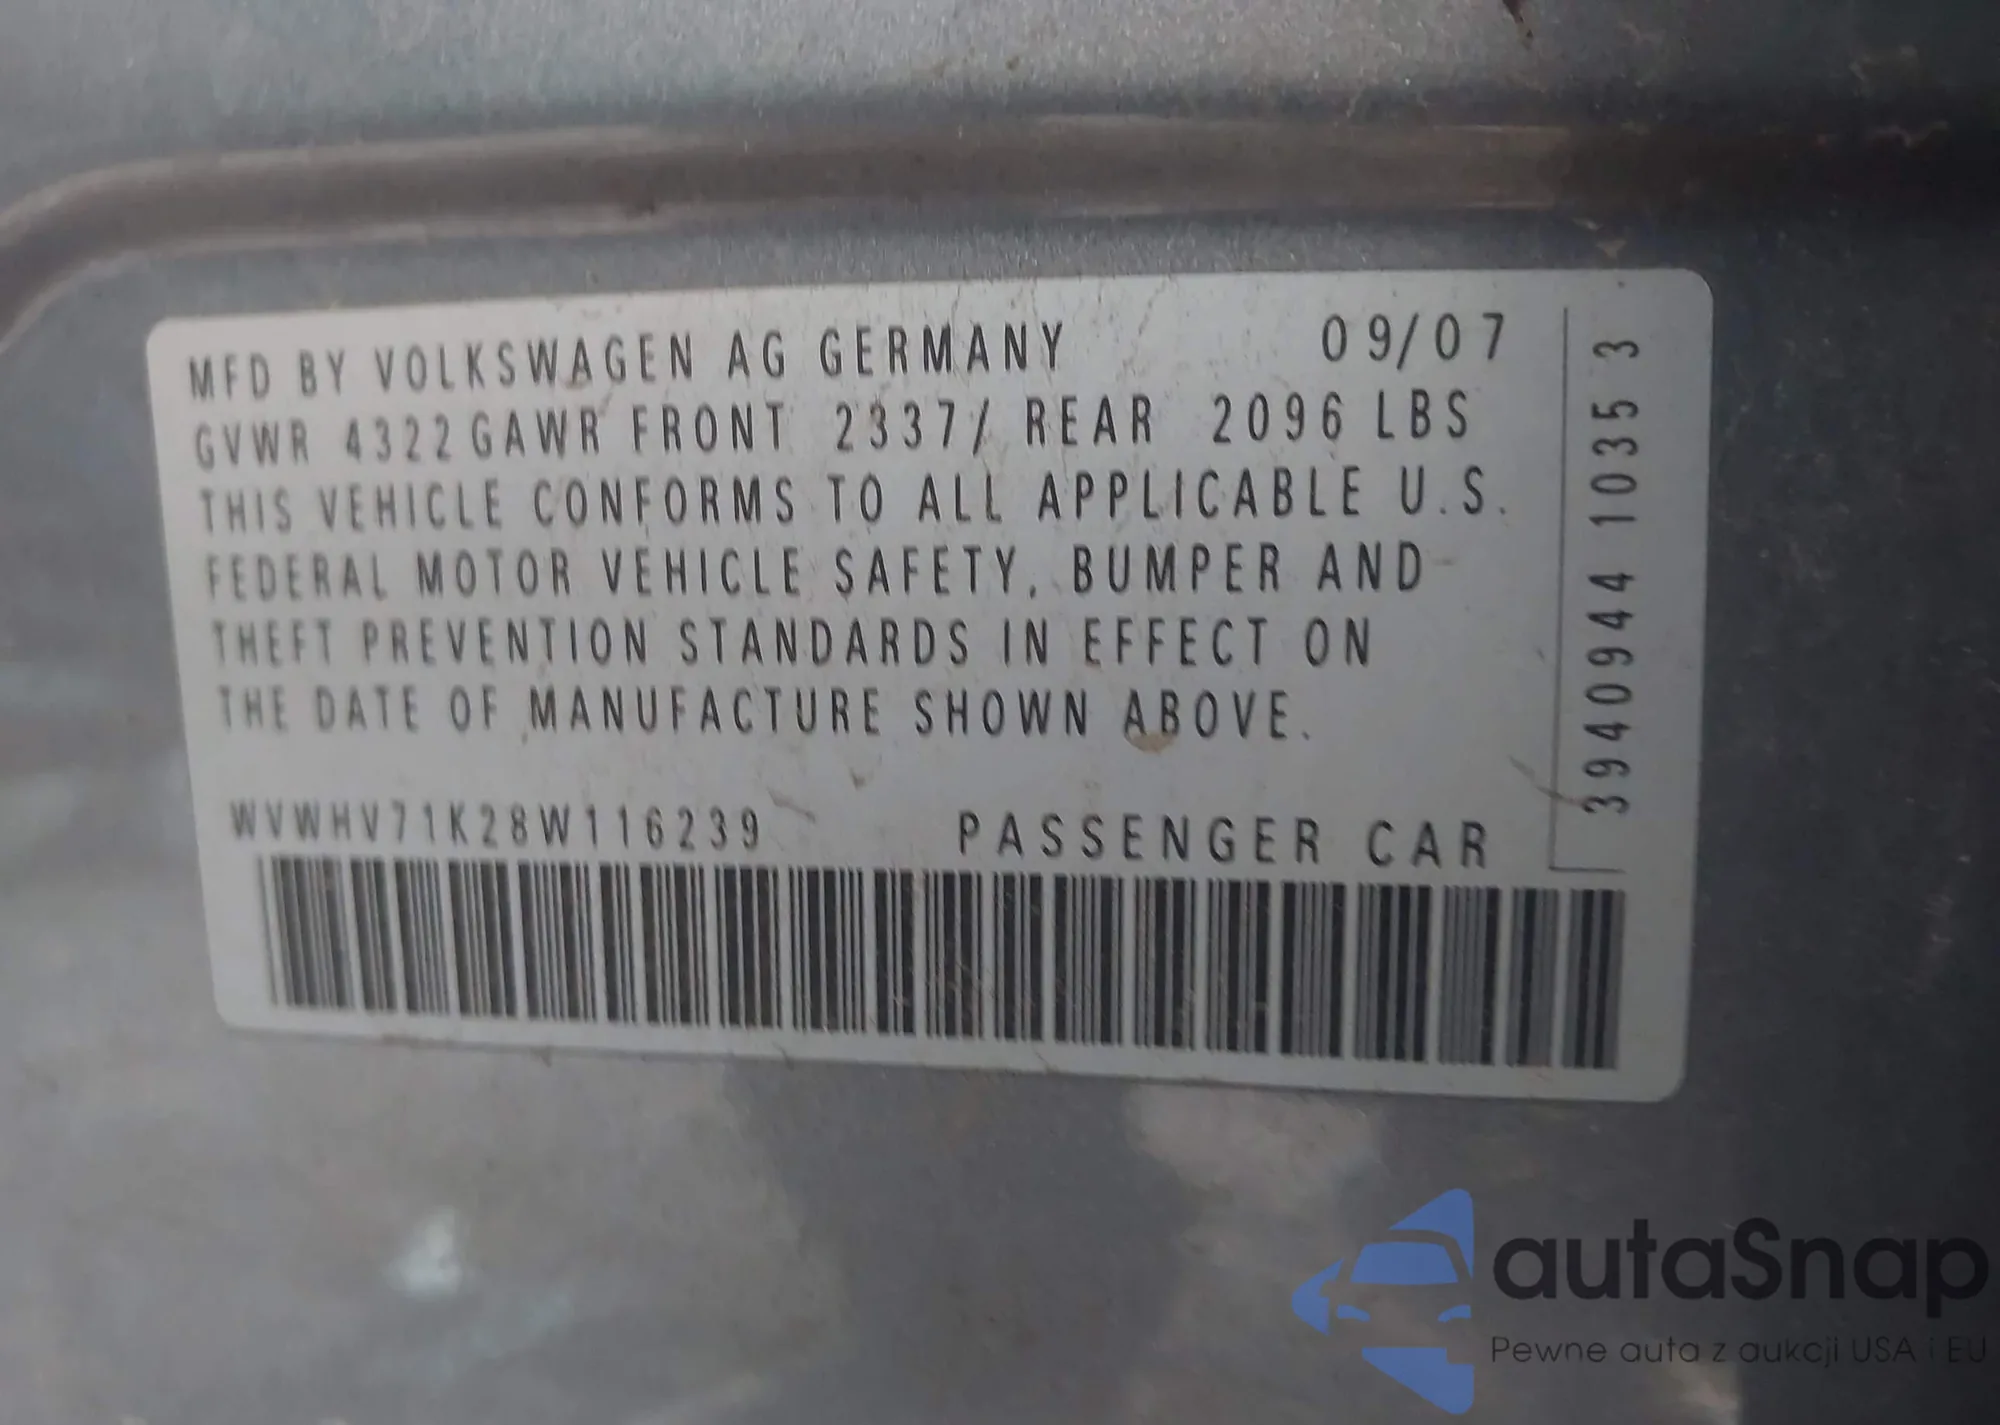 MFD BY VOLKSWAGEN AG GERMANY 09/07
GVWR 4322 GAWR FRONT 2337/ REAR 2096 LBS
THIS VEHICLE CONFORMS TO ALL APPLICABLE U.S.
FEDERAL MOTOR VEHICLE SAFETY, BUMPER AND
THEFT PREVENTION STANDARDS IN EFFECT ON
THE DATE OF MANUFACTURE SHOWN ABOVE.
WVWHV71K28W116239 PASSENGER CAR
3940944 1035 3
autaSnap
Pewne auta z aukcji USA i EU